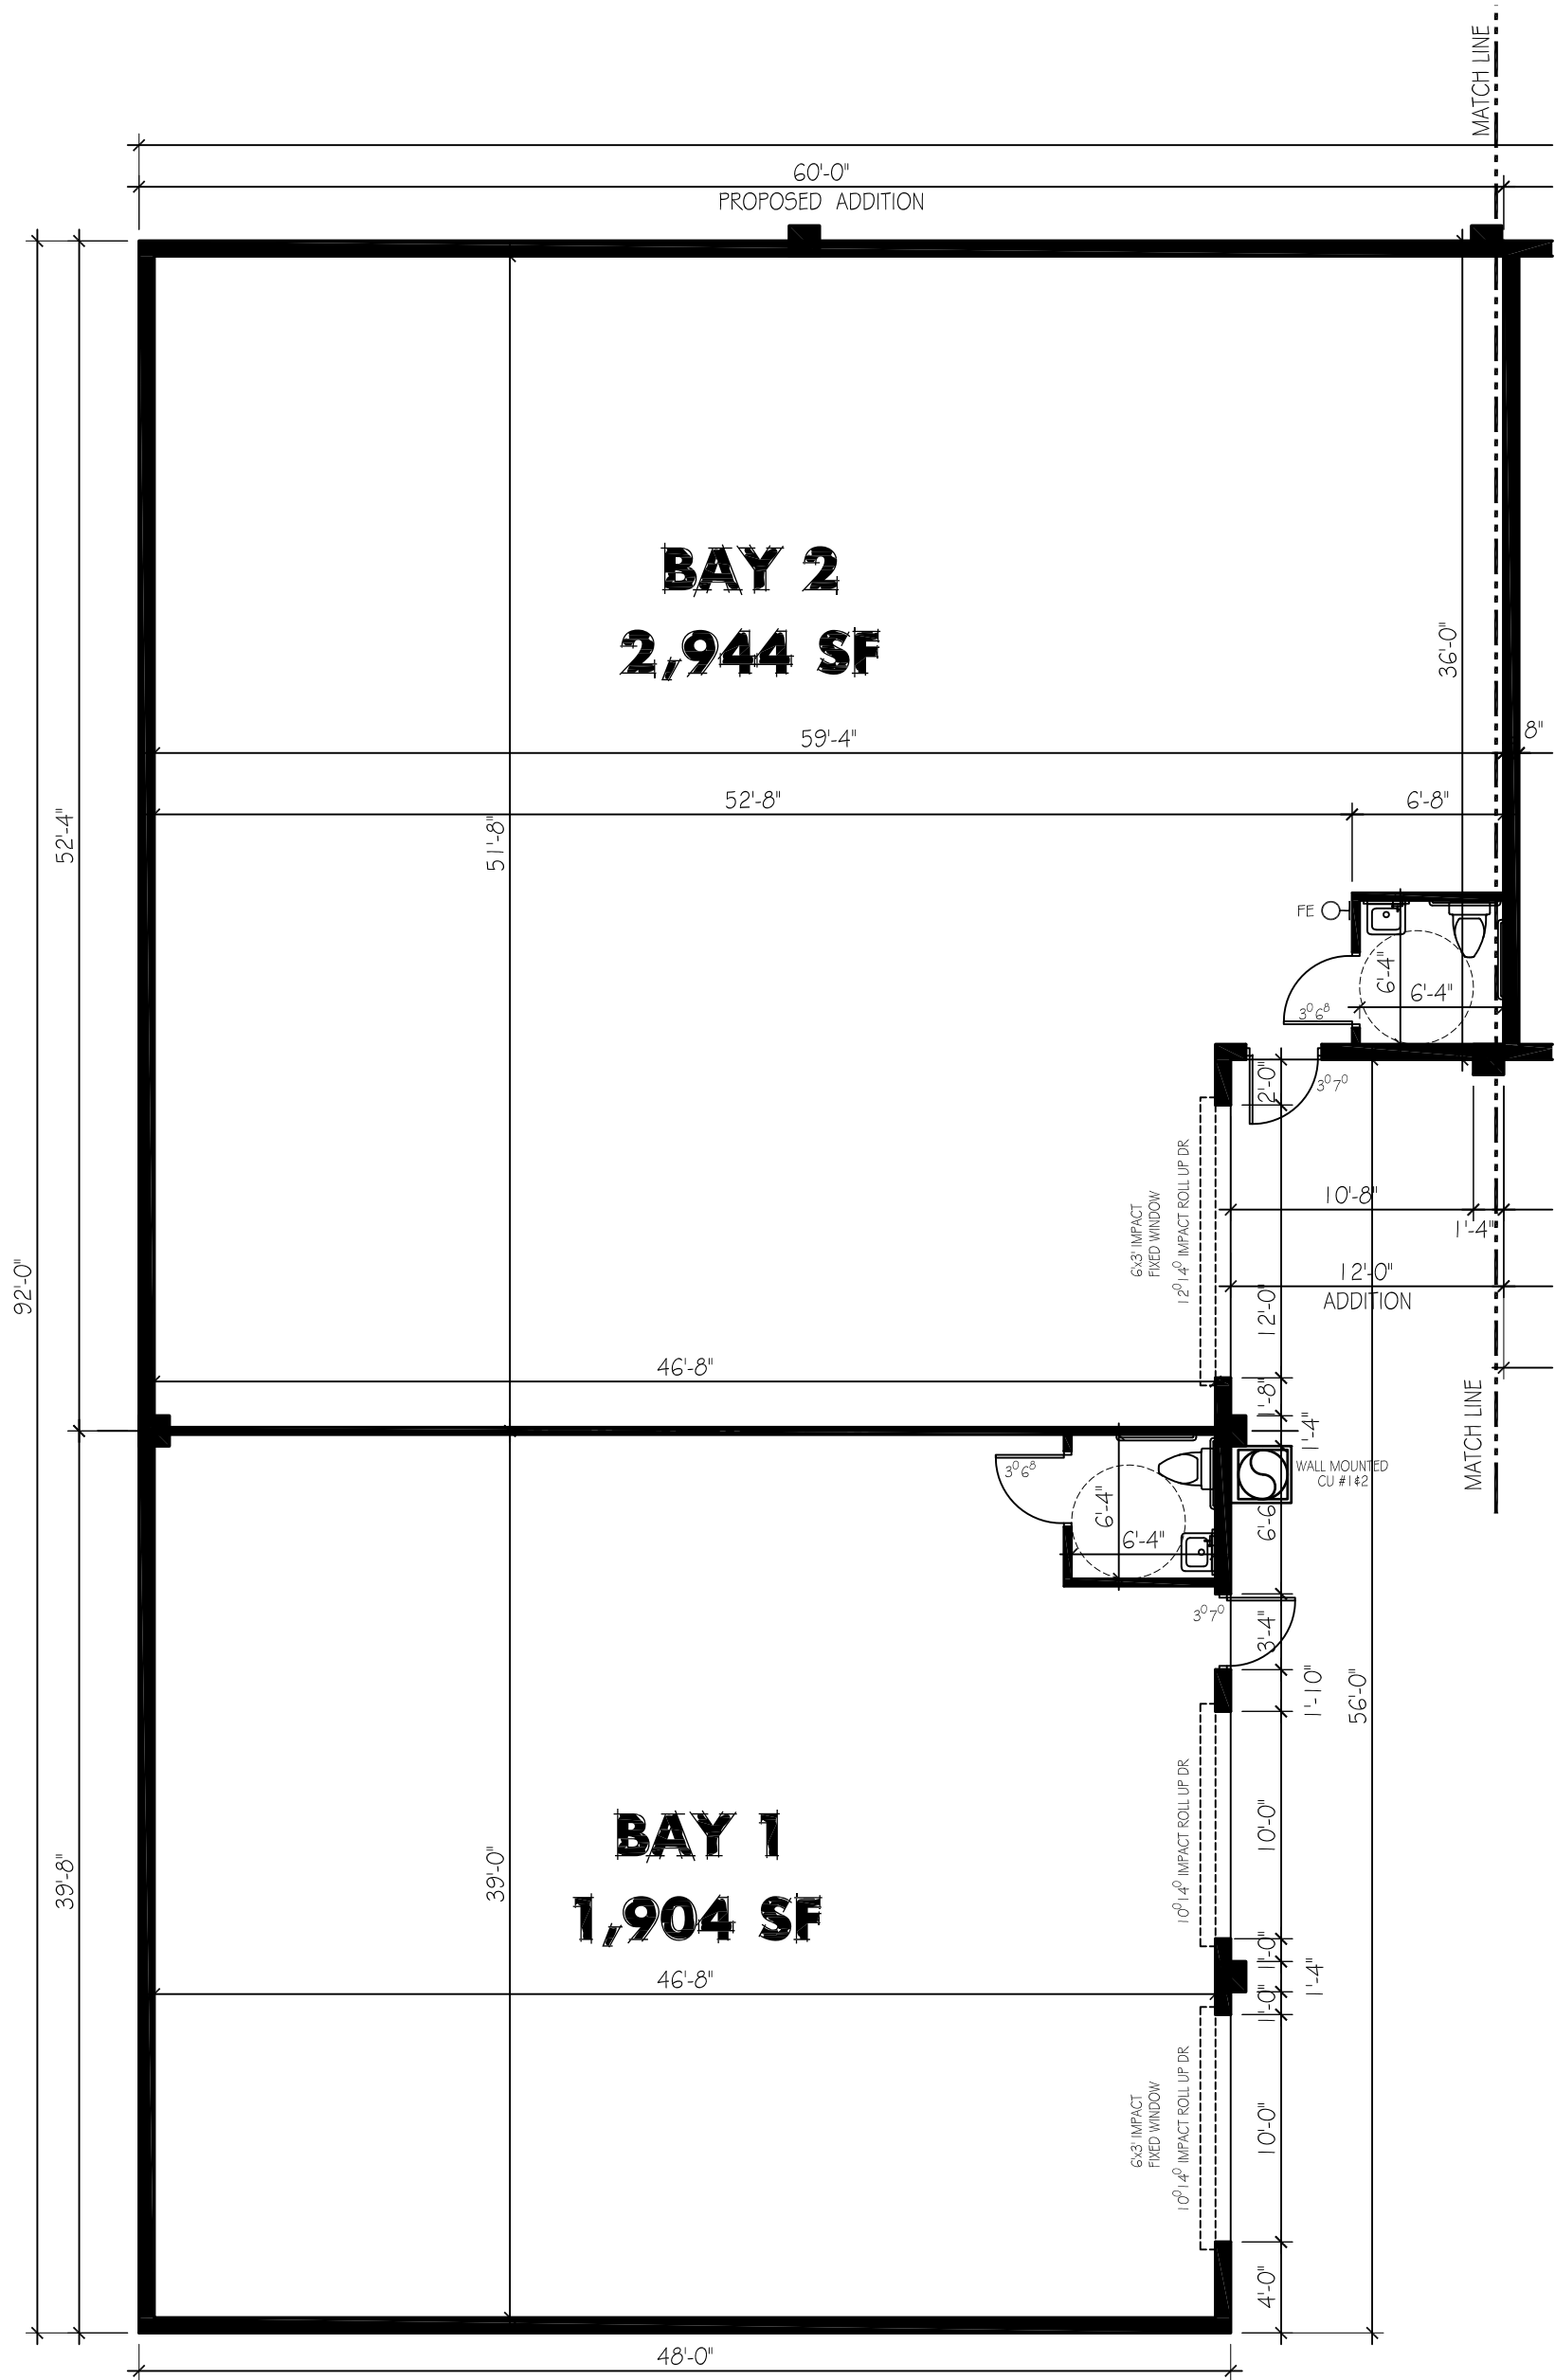 MATCH LINE
60'-0"
PROPOSED ADDITION
BAY 2
2,944 SF
36'-0"
59'-4"
8"
52'-8"
6'-8"
52'-4"
51'-8"
FE
6'-4"
6'-4"
3⁰6⁸
3⁰7⁰
2'-0"
6'x3' IMPACT
FIXED WINDOW
12⁰14⁰ IMPACT ROLL UP DR
10'-8"
1'-4"
12'-0"
ADDITION
12'-0"
92'-0"
46'-8"
1'-8"
1'-4"
MATCH LINE
WALL MOUNTED
CU #1&2
3⁰6⁸
6'-4"
6'-4"
6'-6
3⁰7⁰
3'-4"
1'-10"
56'-0"
BAY 1
1,904 SF
10⁰14⁰ IMPACT ROLL UP DR
10'-0"
39'-8"
39'-0"
46'-8"
1'-0"
1'-4"
1'-0"
6'x3' IMPACT
FIXED WINDOW
10⁰14⁰ IMPACT ROLL UP DR
10'-0"
4'-0"
48'-0"